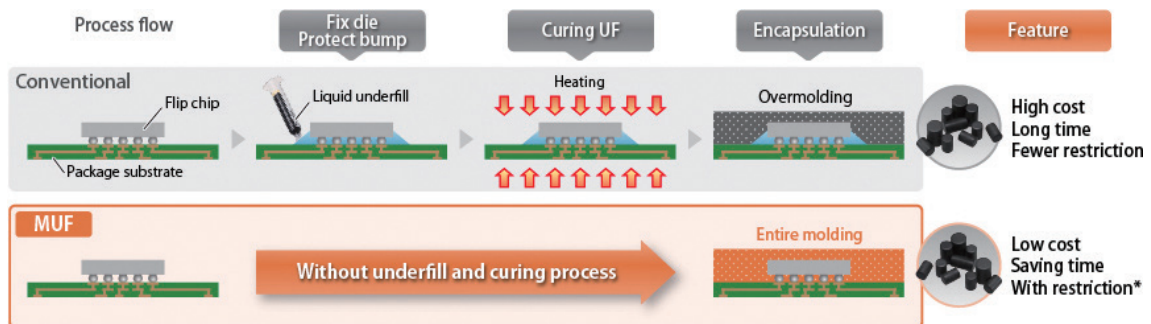 Process flow
Fix die
Protect bump
Curing UF
Encapsulation
Feature
Conventional
Flip chip
Package substrate
Liquid underfill
Heating
Overmolding
High cost
Long time
Fewer restriction
MUF
Without underfill and curing process
Entire molding
Low cost
Saving time
With restriction*